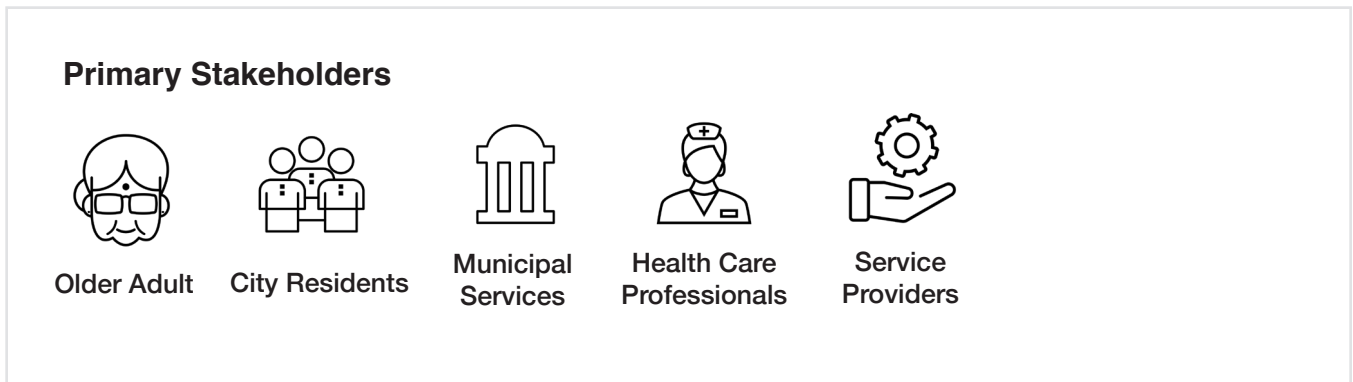 Primary Stakeholders
Older Adult
City Residents
Municipal
Services
Health Care
Professionals
Service
Providers